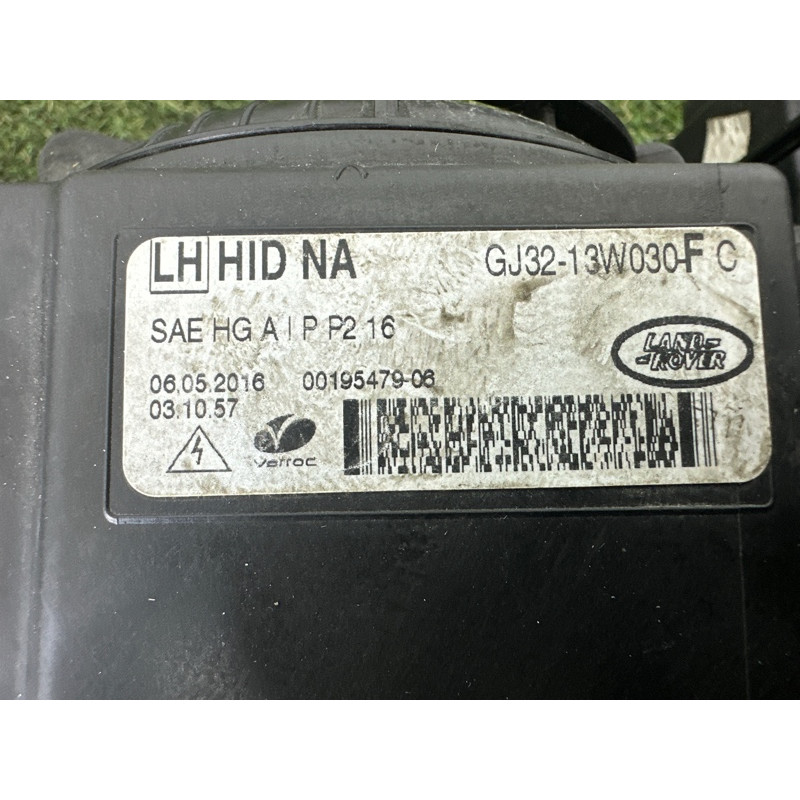 LH HID NA GJ32-13W030-F C
SAE HG A I P P2 16
LAND-
-ROVER
06.05.2016 00195479-06
03.10.57
Varroc